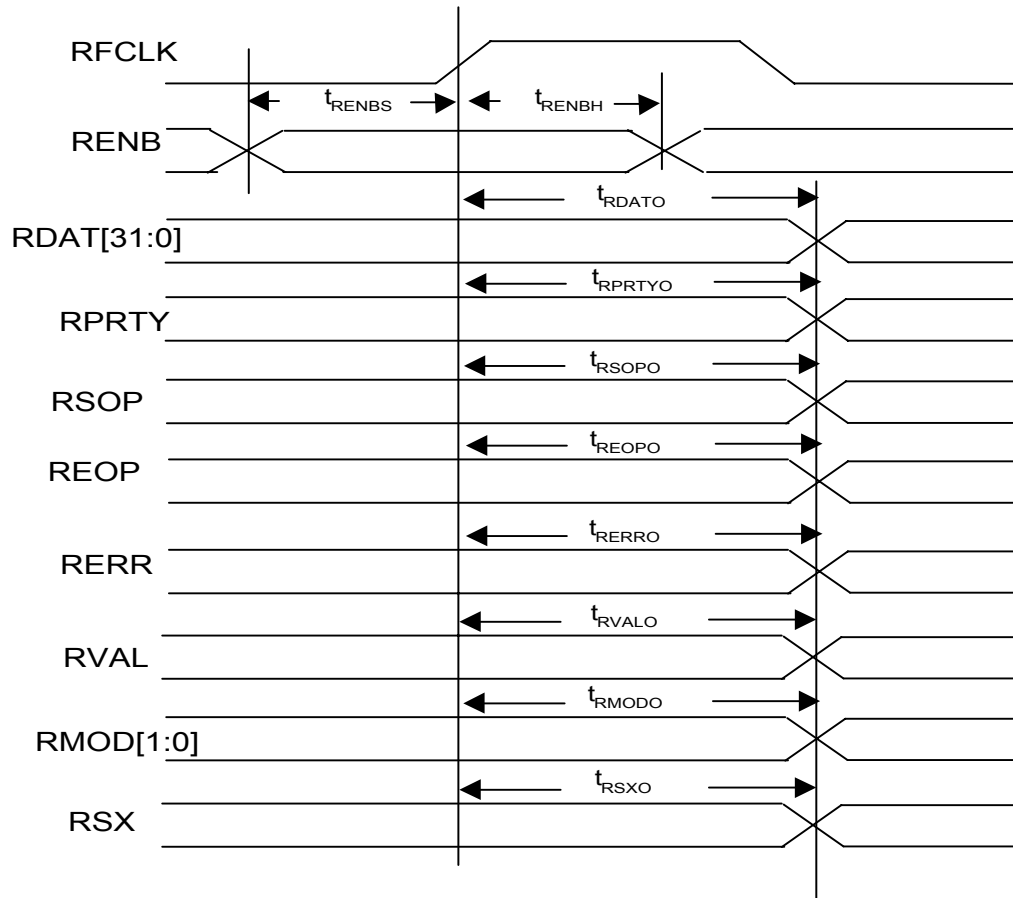 RFCLK
tRENBS tRENBH
RENB
tRDATO
RDAT[31:0]
tRPRTYO
RPRTY
tRSOPO
RSOP
tREOPO
REOP
tRERRO
RERR
tRVALO
RVAL
tRMODO
RMOD[1:0]
tRSXO
RSX